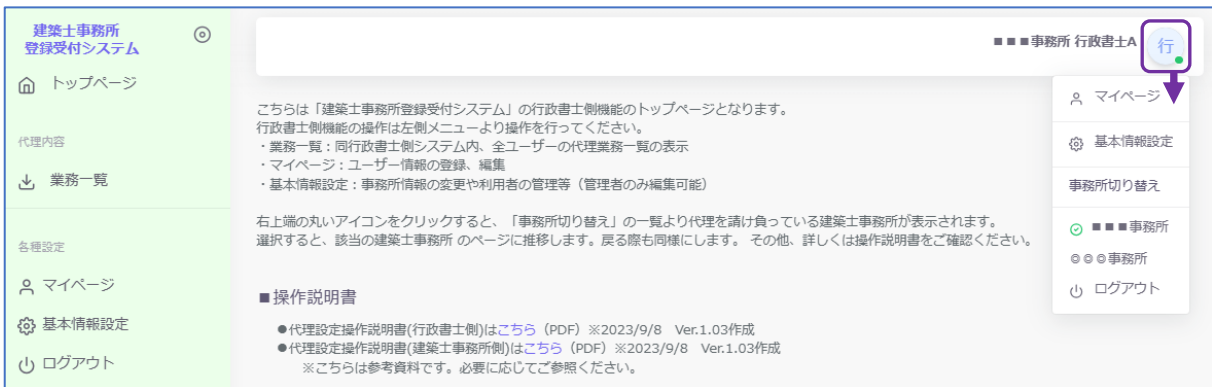 建築士事務所
登録受付システム
トップページ
代理内容
業務一覧
各種設定
マイページ
基本情報設定
ログアウト
■■■事務所 行政書士A
行
マイページ
基本情報設定
事務所切り替え
■■■事務所
◎◎◎事務所
ログアウト
こちらは「建築士事務所登録受付システム」の行政書士側機能のトップページとなります。
行政書士側機能の操作は左側メニューより操作を行ってください。
・業務一覧：同行政書士側システム内、全ユーザーの代理業務一覧の表示
・マイページ：ユーザー情報の登録、編集
・基本情報設定：事務所情報の変更や利用者の管理等（管理者のみ編集可能）
右上端の丸いアイコンをクリックすると、「事務所切り替え」の一覧より代理を請け負っている建築士事務所が表示されます。
選択すると、該当の建築士事務所 のページに推移します。戻る際も同様にします。 その他、詳しくは操作説明書をご確認ください。
■操作説明書
●代理設定操作説明書(行政書士側)はこちら（PDF）※2023/9/8　Ver.1.03作成
●代理設定操作説明書(建築士事務所側)はこちら（PDF）※2023/9/8　Ver.1.03作成
※こちらは参考資料です。必要に応じてご参照ください。